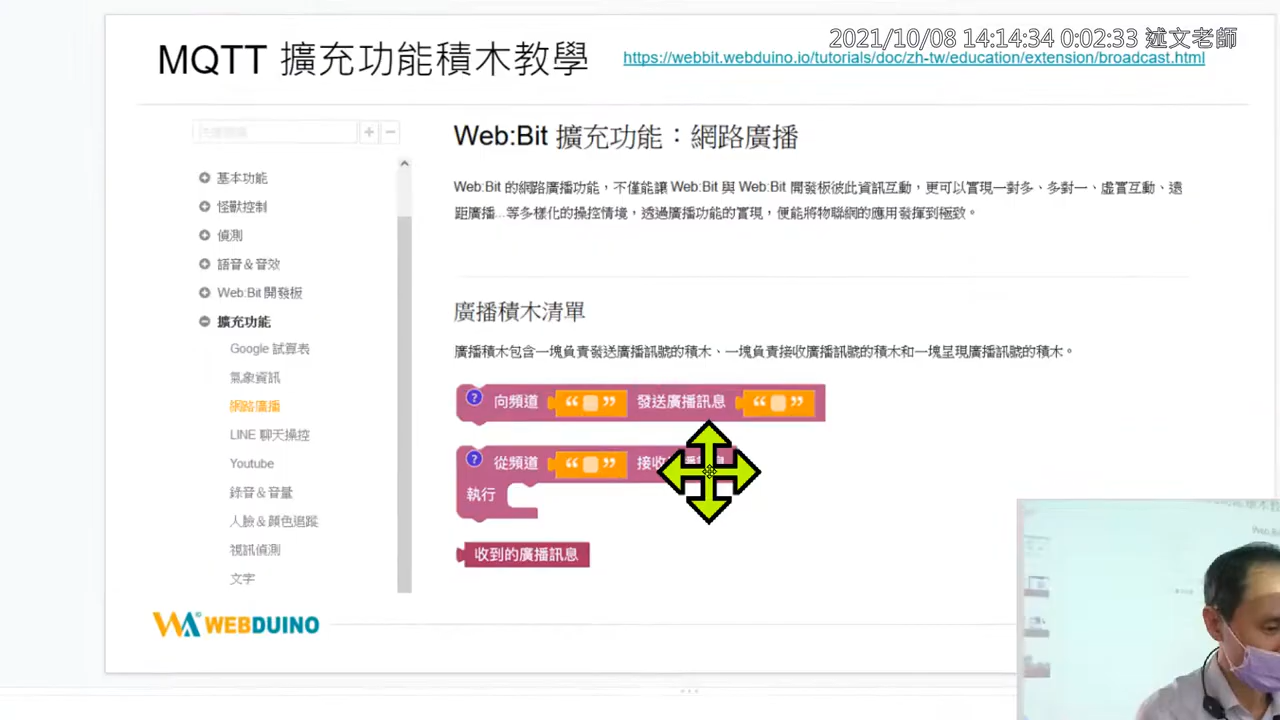 2021/10/08 14:14:34 0:02:33 述文老師
MQTT 擴充功能積木教學
https://webbit.webduino.io/tutorials/doc/zh-tw/education/extension/broadcast.html
基本功能
怪獸控制
偵測
語音＆音效
Web:Bit 開發板
擴充功能
Google 試算表
氣象資訊
網路廣播
LINE 聊天操控
Youtube
錄音＆音量
人臉＆顏色追蹤
視訊偵測
文字
Web:Bit 擴充功能：網路廣播
Web:Bit 的網路廣播功能，不僅能讓 Web:Bit 與 Web:Bit 開發板彼此資訊互動，更可以實現一對多、多對一、虛實互動、遠
距廣播...等多樣化的操控情境，透過廣播功能的實現，便能將物聯網的應用發揮到極致。
廣播積木清單
廣播積木包含一塊負責發送廣播訊號的積木、一塊負責接收廣播訊號的積木和一塊呈現廣播訊號的積木。
? 向頻道 “ ” 發送廣播訊息 “ ”
? 從頻道 “ ” 接收
執行
收到的廣播訊息
WEBDUINO